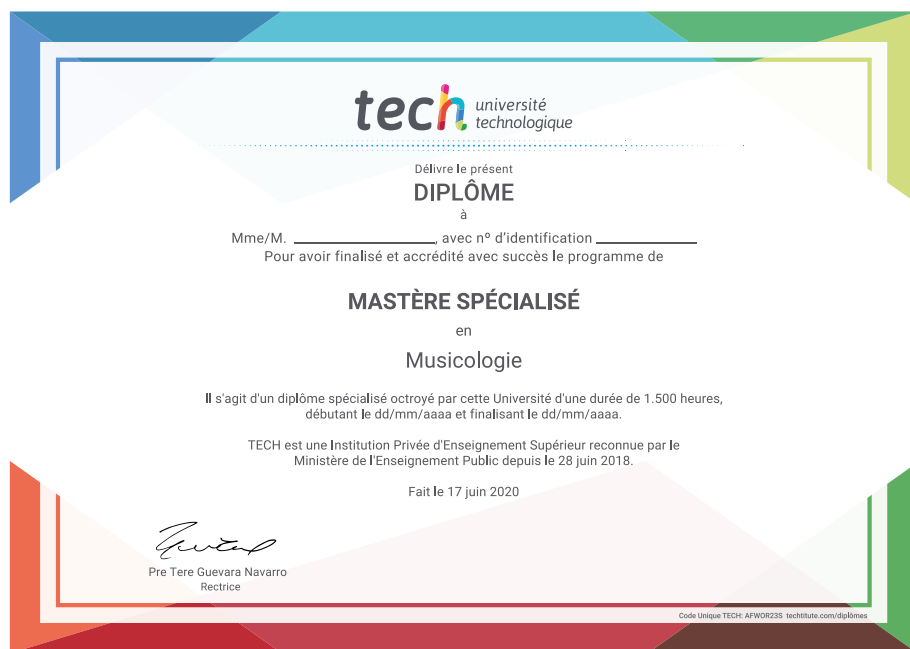 tech université
technologique
Délivre le présent
DIPLÔME
à
Mme/M. ____________________, avec nº d'identification ______________
Pour avoir finalisé et accrédité avec succès le programme de
MASTÈRE SPÉCIALISÉ
en
Musicologie
Il s'agit d'un diplôme spécialisé octroyé par cette Université d'une durée de 1.500 heures,
débutant le dd/mm/aaaa et finalisant le dd/mm/aaaa.
TECH est une Institution Privée d'Enseignement Supérieur reconnue par le
Ministère de l'Enseignement Public depuis le 28 juin 2018.
Fait le 17 juin 2020
Pre Tere Guevara Navarro
Rectrice
Code Unique TECH: AFWOR23S techtitute.com/diplômes